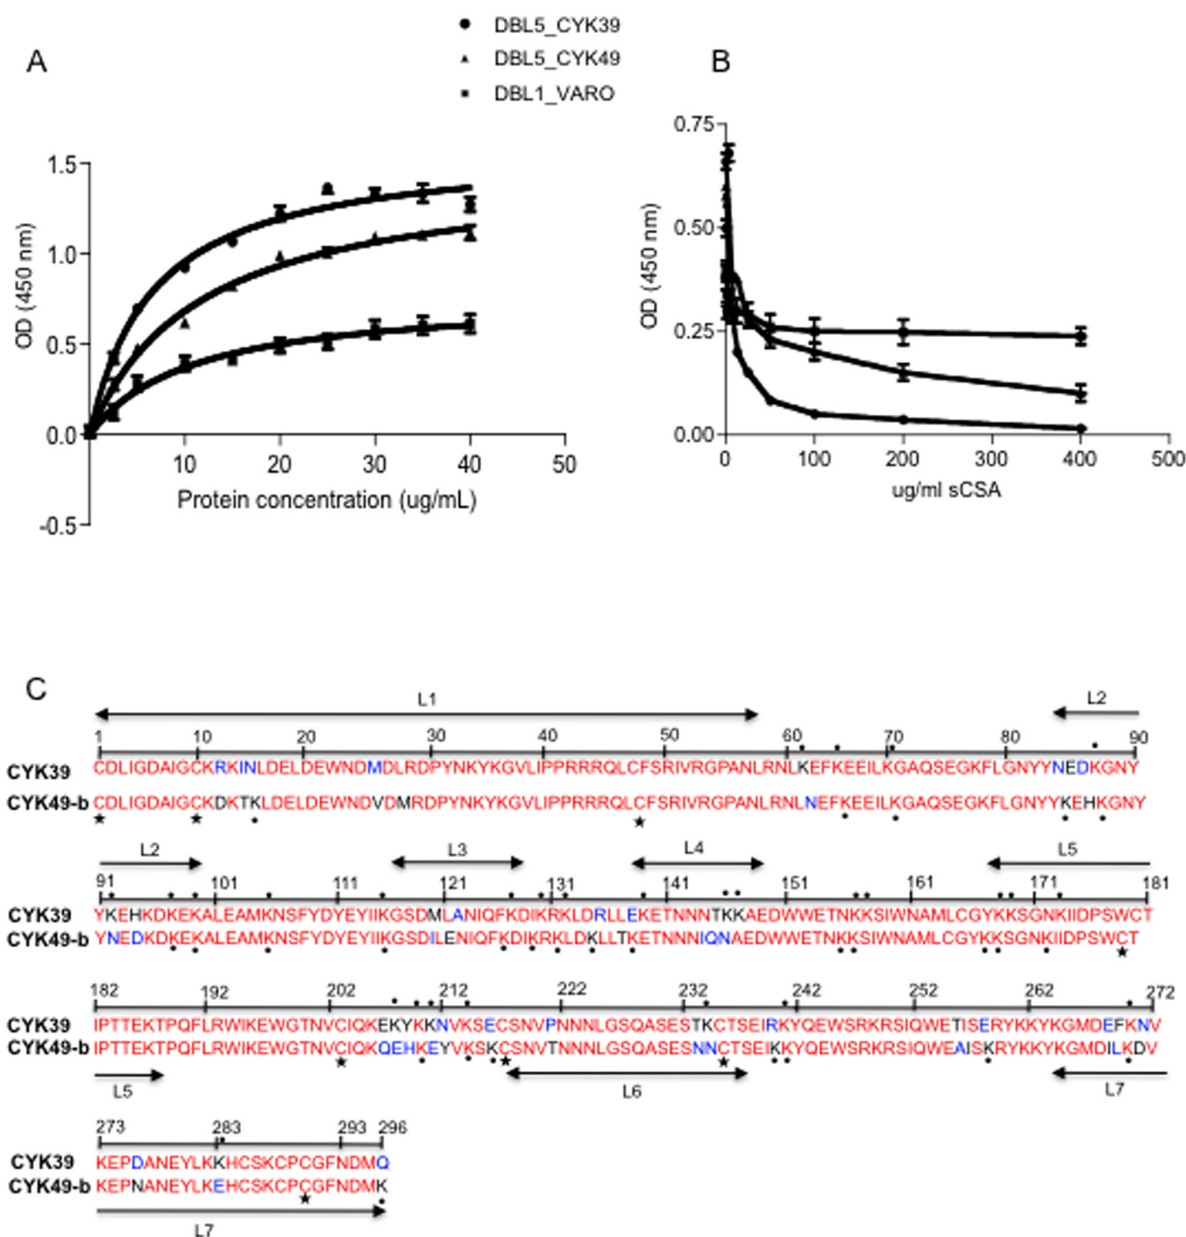 DBL5_CYK39
DBL5_CYK49
DBL1_VARO
A
B
1.5
1.0
0.5
0.0
-0.5
OD (450 nm)
10 20 30 40 50
Protein concentration (ug/mL)
0.75
0.50
0.25
0.00
OD (450 nm)
0 100 200 300 400 500
ug/ml sCSA
C
L1 L2
1 10 20 30 40 50 60 70 80 90
CYK39 CDLIGDAIGCKRKINLDELDEWNDMDLRDPYNKYKGVLIPPRRRQLCFSRIVRGPANLRNLKEFKEEILKGAQSEGKFLGNYYNEDKGNY
CYK49-b CDLIGDAIGCKDKTKLDELDEWNDVDMRDPYNKYKGVLIPPRRRQLCFSRIVRGPANLRNLNEFKEEILKGAQSEGKFLGNYYKEHKGNY
L2 L3 L4 L5
91 101 111 121 131 141 151 161 171 181
CYK39 YKEHKDKEKALEAMKNSFYDYEYIIKGSDMLANIQFKDIKRKLDRLLEKETNNNTKKAEDWWETNKKSIWNAMLCGYKKSGNKIIDPSWCT
CYK49-b YNEDKDKEKALEAMKNSFYDYEYIIKGSDILENIQFKDIKRKLDKLLTKETNNNIQNAEDWWETNKKSIWNAMLCGYKKSGNKIIDPSWCT
182 192 202 212 222 232 242 252 262 272
CYK39 IPTTEKTPQFLRWIKEWGTNVCIQKEKYKKNVKSECSNVPNNNLGSQASESTKCTSEIRKYQEWSRKRSIQWETISERYKKYKGMDEFKNV
CYK49-b IPTTEKTPQFLRWIKEWGTNVCIQKQEHKEYVKSKCSNVTNNNLGSQASESNNCTSEIKKYQEWSRKRSIQWEAISKRYKKYKGMDILKDV
L5 L6 L7
273 283 293 296
CYK39 KEPDANEYLKKHCSKCPCGFNDMQ
CYK49-b KEPNANEYLKEHCSKCPCGFNDMK
L7